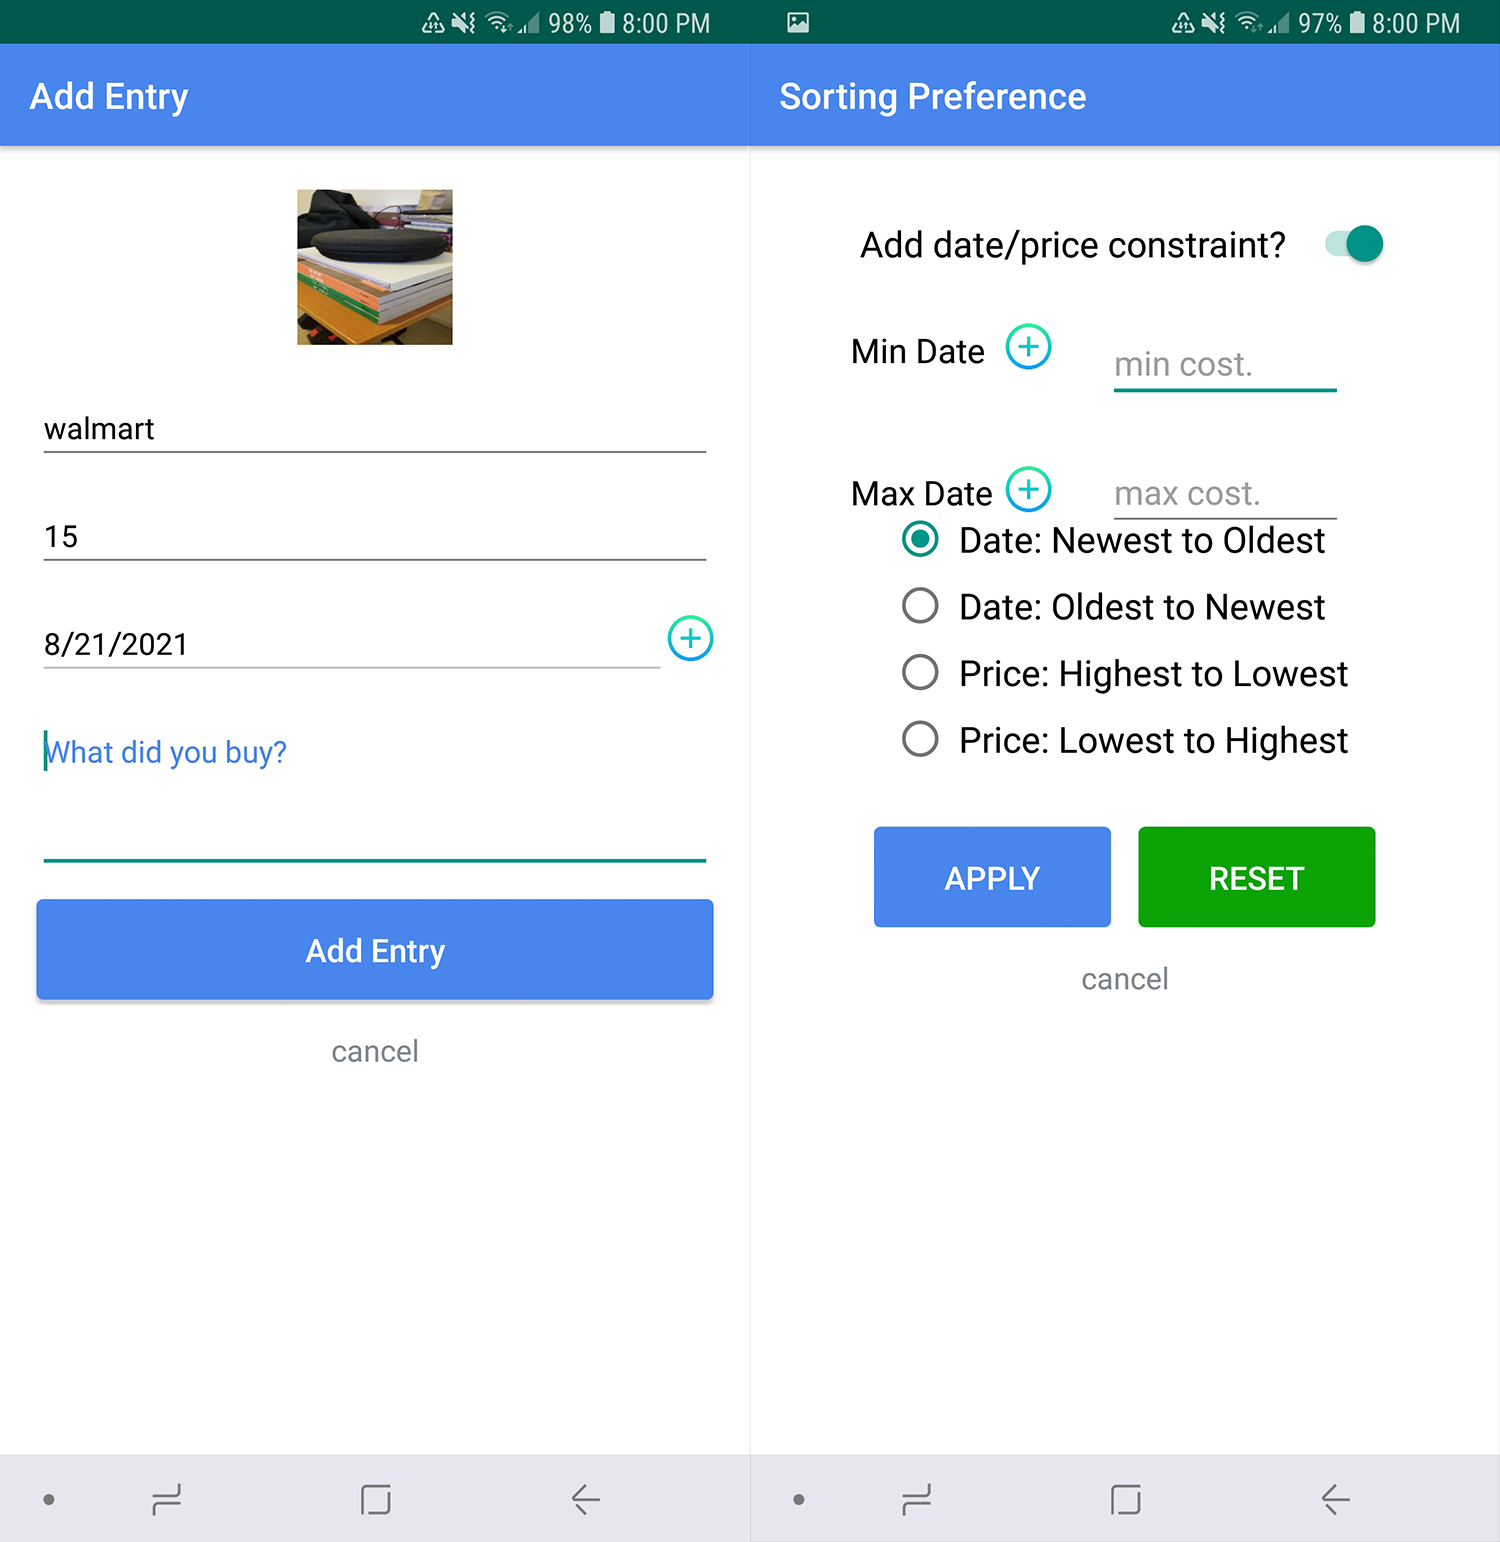 98% 8:00 PM
Add Entry
walmart
15
8/21/2021
What did you buy?
Add Entry
cancel
97% 8:00 PM
Sorting Preference
Add date/price constraint?
Min Date
min cost.
Max Date
max cost.
Date: Newest to Oldest
Date: Oldest to Newest
Price: Highest to Lowest
Price: Lowest to Highest
APPLY
RESET
cancel